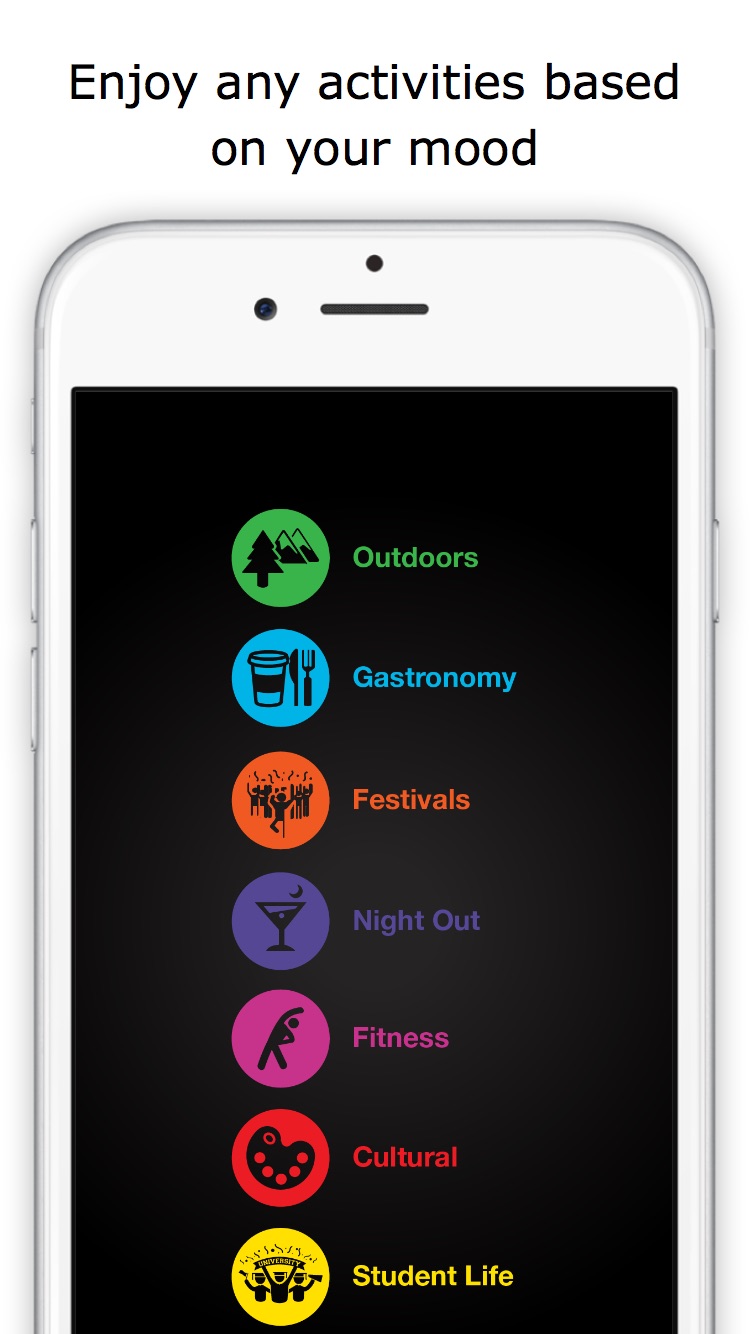 Enjoy any activities based
on your mood
Outdoors
Gastronomy
Festivals
Night Out
Fitness
Cultural
UNIVERSITY
Student Life